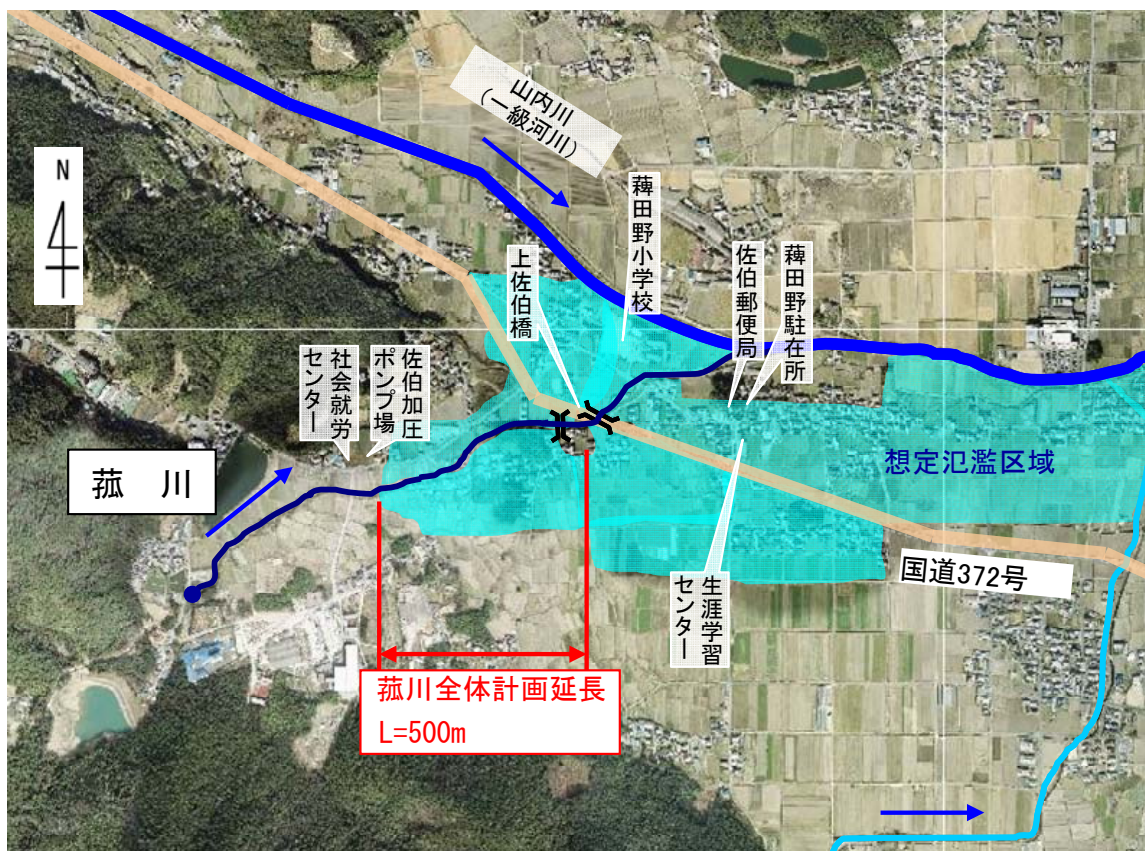 山内川
(一級河川)
N
薭田野小学校
上佐伯橋
佐伯郵便局
薭田野駐在所
社会就労
センター
佐伯加圧
ポンプ場
菰 川
想定氾濫区域
国道372号
生涯学習
センター
菰川全体計画延長
L=500m